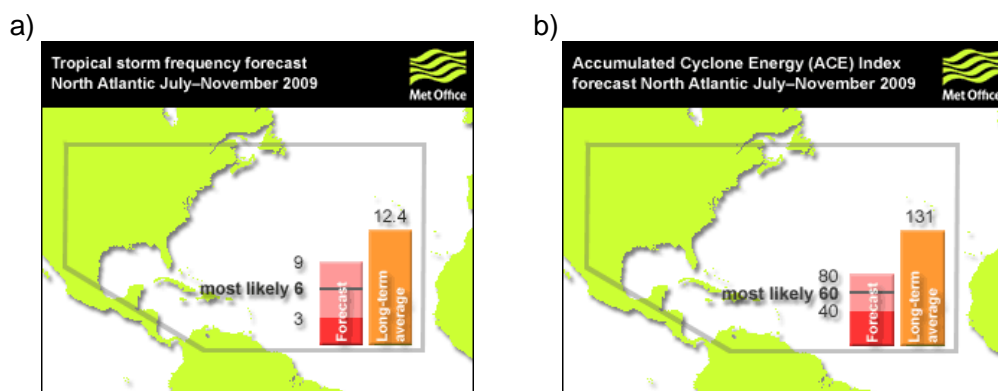 a)
Tropical storm frequency forecast
North Atlantic July–November 2009
Met Office
12.4
9
most likely 6
3
Forecast
Long-term
average
b)
Accumulated Cyclone Energy (ACE) Index
forecast North Atlantic July–November 2009
Met Office
131
80
most likely 60
40
Forecast
Long-term
average